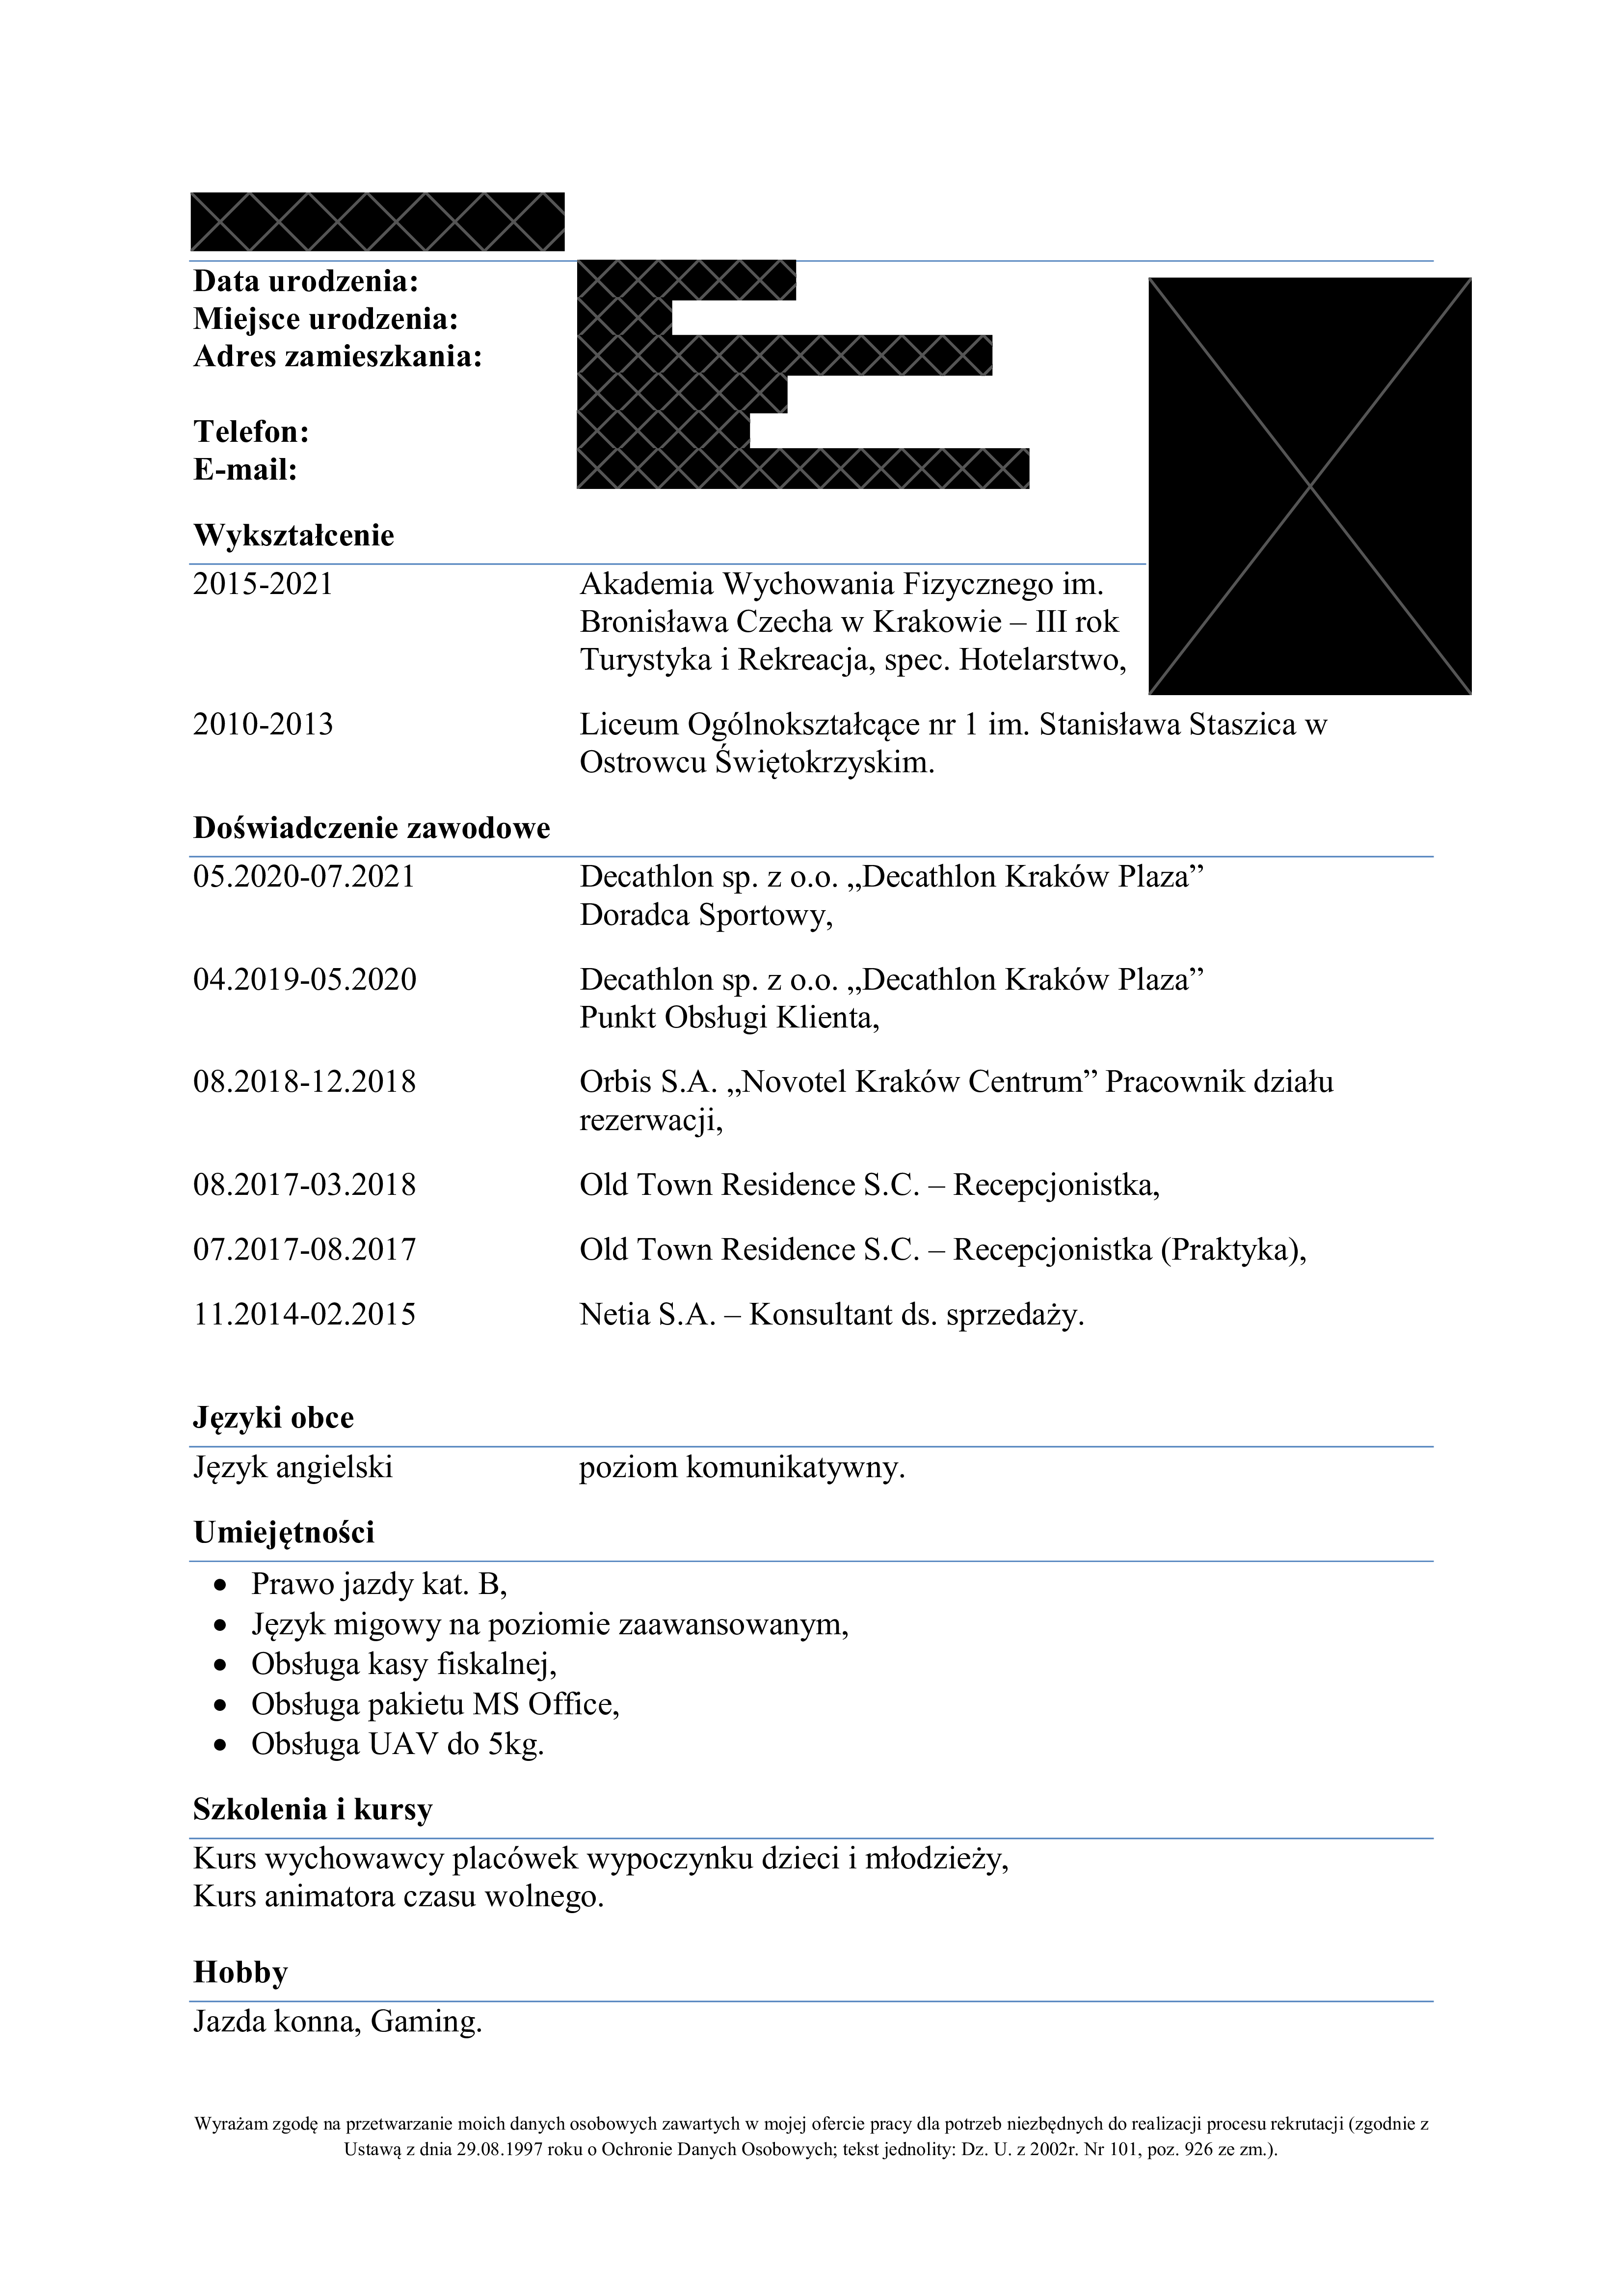 Data urodzenia:
Miejsce urodzenia:
Adres zamieszkania:
Telefon:
E-mail:
Wykształcenie
2015-2021 Akademia Wychowania Fizycznego im.
Bronisława Czecha w Krakowie – III rok
Turystyka i Rekreacja, spec. Hotelarstwo,
2010-2013 Liceum Ogólnokształcące nr 1 im. Stanisława Staszica w
Ostrowcu Świętokrzyskim.
Doświadczenie zawodowe
05.2020-07.2021 Decathlon sp. z o.o. „Decathlon Kraków Plaza”
Doradca Sportowy,
04.2019-05.2020 Decathlon sp. z o.o. „Decathlon Kraków Plaza”
Punkt Obsługi Klienta,
08.2018-12.2018 Orbis S.A. „Novotel Kraków Centrum” Pracownik działu
rezerwacji,
08.2017-03.2018 Old Town Residence S.C. – Recepcjonistka,
07.2017-08.2017 Old Town Residence S.C. – Recepcjonistka (Praktyka),
11.2014-02.2015 Netia S.A. – Konsultant ds. sprzedaży.
Języki obce
Język angielski poziom komunikatywny.
Umiejętności
• Prawo jazdy kat. B,
• Język migowy na poziomie zaawansowanym,
• Obsługa kasy fiskalnej,
• Obsługa pakietu MS Office,
• Obsługa UAV do 5kg.
Szkolenia i kursy
Kurs wychowawcy placówek wypoczynku dzieci i młodzieży,
Kurs animatora czasu wolnego.
Hobby
Jazda konna, Gaming.
Wyrażam zgodę na przetwarzanie moich danych osobowych zawartych w mojej ofercie pracy dla potrzeb niezbędnych do realizacji procesu rekrutacji (zgodnie z
Ustawą z dnia 29.08.1997 roku o Ochronie Danych Osobowych; tekst jednolity: Dz. U. z 2002r. Nr 101, poz. 926 ze zm.).